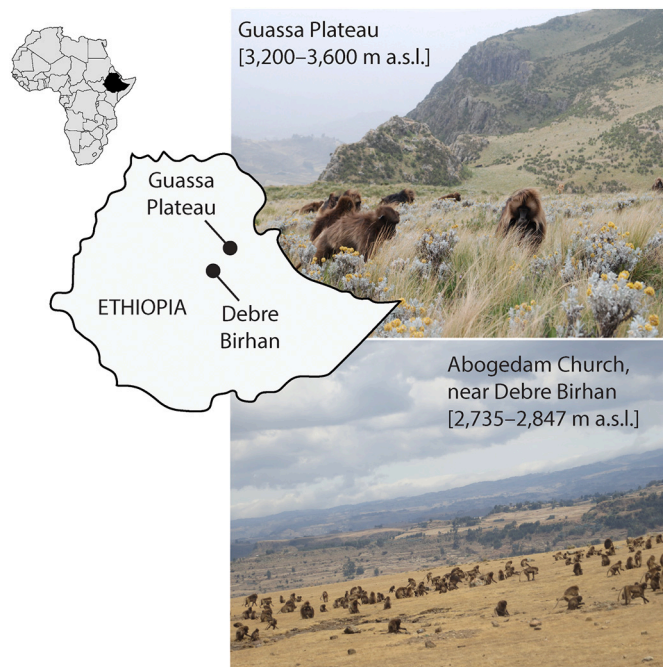 Guassa Plateau
[3,200–3,600 m a.s.l.]
Guassa
Plateau
ETHIOPIA
Debre
Birhan
Abogedam Church,
near Debre Birhan
[2,735–2,847 m a.s.l.]